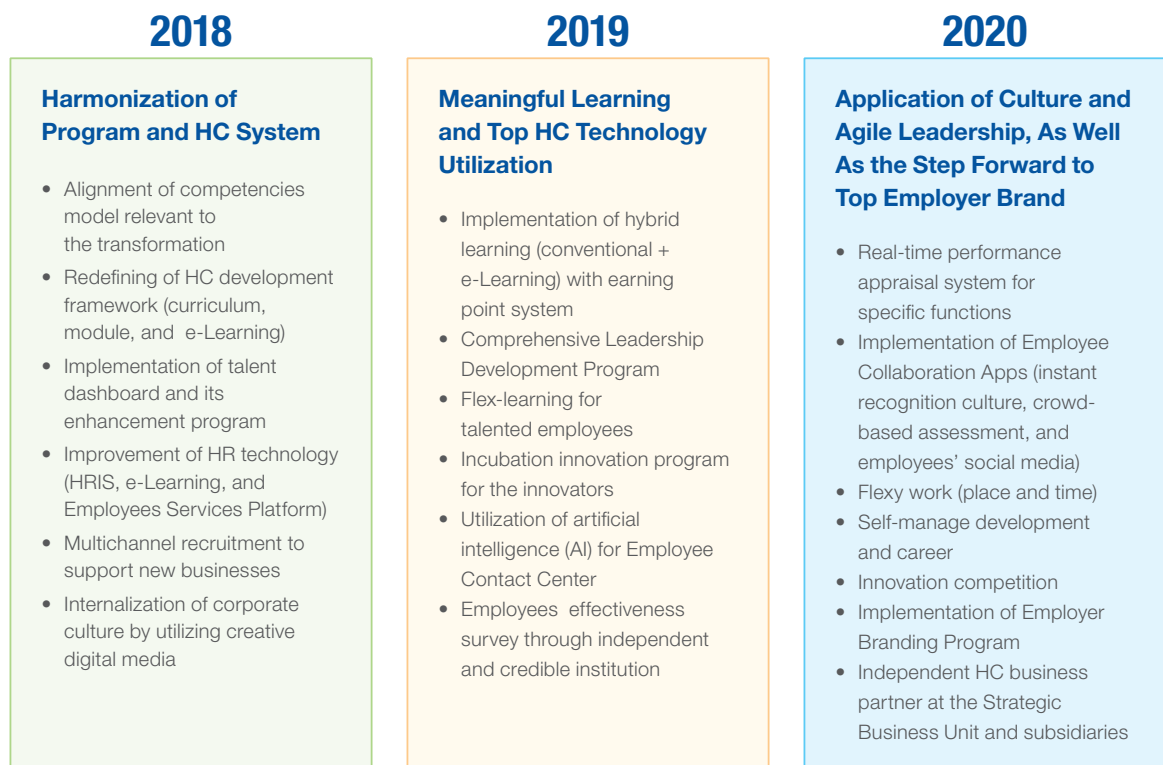 2018
Harmonization of
Program and HC System
• Alignment of competencies
model relevant to
the transformation
• Redefining of HC development
framework (curriculum,
module, and e-Learning)
• Implementation of talent
dashboard and its
enhancement program
• Improvement of HR technology
(HRIS, e-Learning, and
Employees Services Platform)
• Multichannel recruitment to
support new businesses
• Internalization of corporate
culture by utilizing creative
digital media
2019
Meaningful Learning
and Top HC Technology
Utilization
• Implementation of hybrid
learning (conventional +
e-Learning) with earning
point system
• Comprehensive Leadership
Development Program
• Flex-learning for
talented employees
• Incubation innovation program
for the innovators
• Utilization of artificial
intelligence (AI) for Employee
Contact Center
• Employees effectiveness
survey through independent
and credible institution
2020
Application of Culture and
Agile Leadership, As Well
As the Step Forward to
Top Employer Brand
• Real-time performance
appraisal system for
specific functions
• Implementation of Employee
Collaboration Apps (instant
recognition culture, crowd-
based assessment, and
employees’ social media)
• Flexy work (place and time)
• Self-manage development
and career
• Innovation competition
• Implementation of Employer
Branding Program
• Independent HC business
partner at the Strategic
Business Unit and subsidiaries